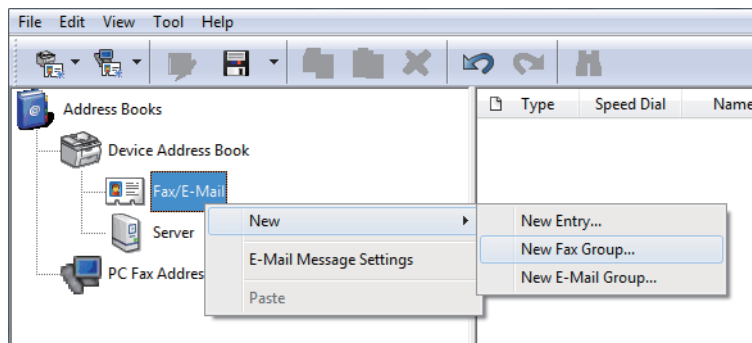 File Edit View Tool Help
Type Speed Dial Name
Address Books
Device Address Book
Fax/E-Mail
Server
PC Fax Addres
New
E-Mail Message Settings
Paste
New Entry...
New Fax Group...
New E-Mail Group...